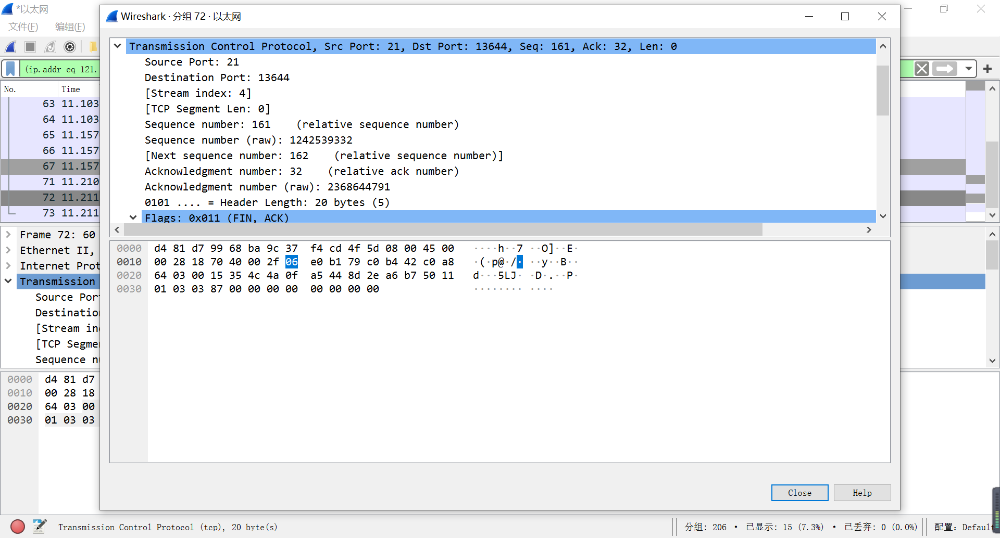 *以太网
文件(F) 编辑(E)
(ip.addr eq 121.
No. Time
63 11.103
64 11.103
65 11.157
66 11.157
67 11.157
71 11.210
72 11.211
73 11.211
Frame 72: 60
Ethernet II,
Internet Prot
Transmission
Source Por
Destination
[Stream in
[TCP Segme
Sequence n
0000 d4 81 d7
0010 00 28 18
0020 64 03 00
0030 01 03 03
Wireshark · 分组 72 · 以太网
Transmission Control Protocol, Src Port: 21, Dst Port: 13644, Seq: 161, Ack: 32, Len: 0
Source Port: 21
Destination Port: 13644
[Stream index: 4]
[TCP Segment Len: 0]
Sequence number: 161    (relative sequence number)
Sequence number (raw): 1242539332
[Next sequence number: 162    (relative sequence number)]
Acknowledgment number: 32    (relative ack number)
Acknowledgment number (raw): 2368644791
0101 .... = Header Length: 20 bytes (5)
Flags: 0x011 (FIN, ACK)
0000 d4 81 d7 99 68 ba 9c 37  f4 cd 4f 5d 08 00 45 00 ····h··7 ··O]··E·
0010 00 28 18 70 40 00 2f 06  e0 b1 79 c0 b4 42 c0 a8 ·(·p@·/· ··y··B··
0020 64 03 00 15 35 4c 4a 0f  a5 44 8d 2e a6 b7 50 11 d···5LJ· ·D·.··P·
0030 01 03 03 87 00 00 00 00  00 00 00 00 ········ ····
Close Help
Transmission Control Protocol (tcp), 20 byte(s)
分组: 206 · 已显示: 15 (7.3%) · 已丢弃: 0 (0.0%)
配置: Default